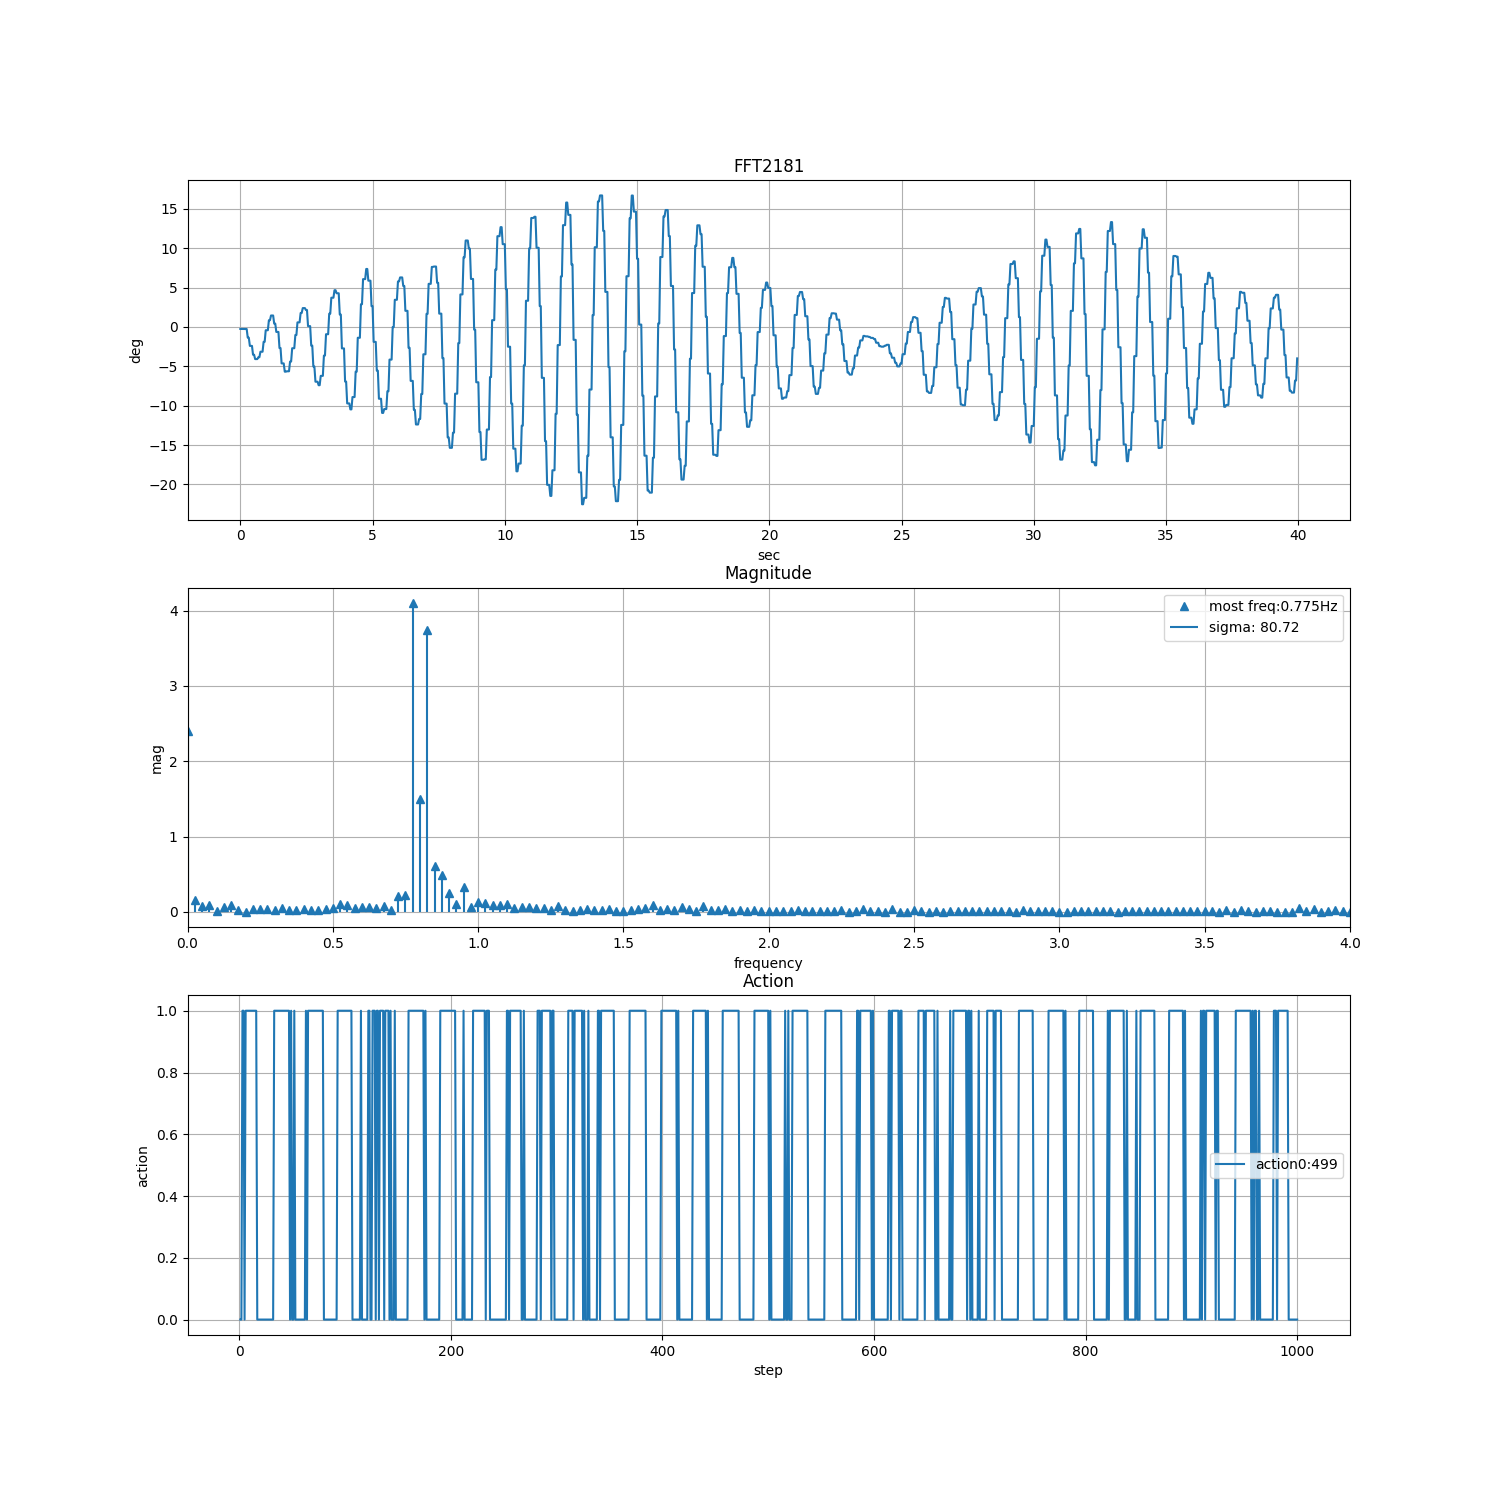 FFT2181
15
10
5
0
−5
−10
−15
−20
deg
0 5 10 15 20 25 30 35 40
sec
Magnitude
most freq:0.775Hz
sigma: 80.72
4
3
2
1
0
mag
0.0 0.5 1.0 1.5 2.0 2.5 3.0 3.5 4.0
frequency
Action
1.0
0.8
0.6
0.4
0.2
0.0
action
action0:499
0 200 400 600 800 1000
step